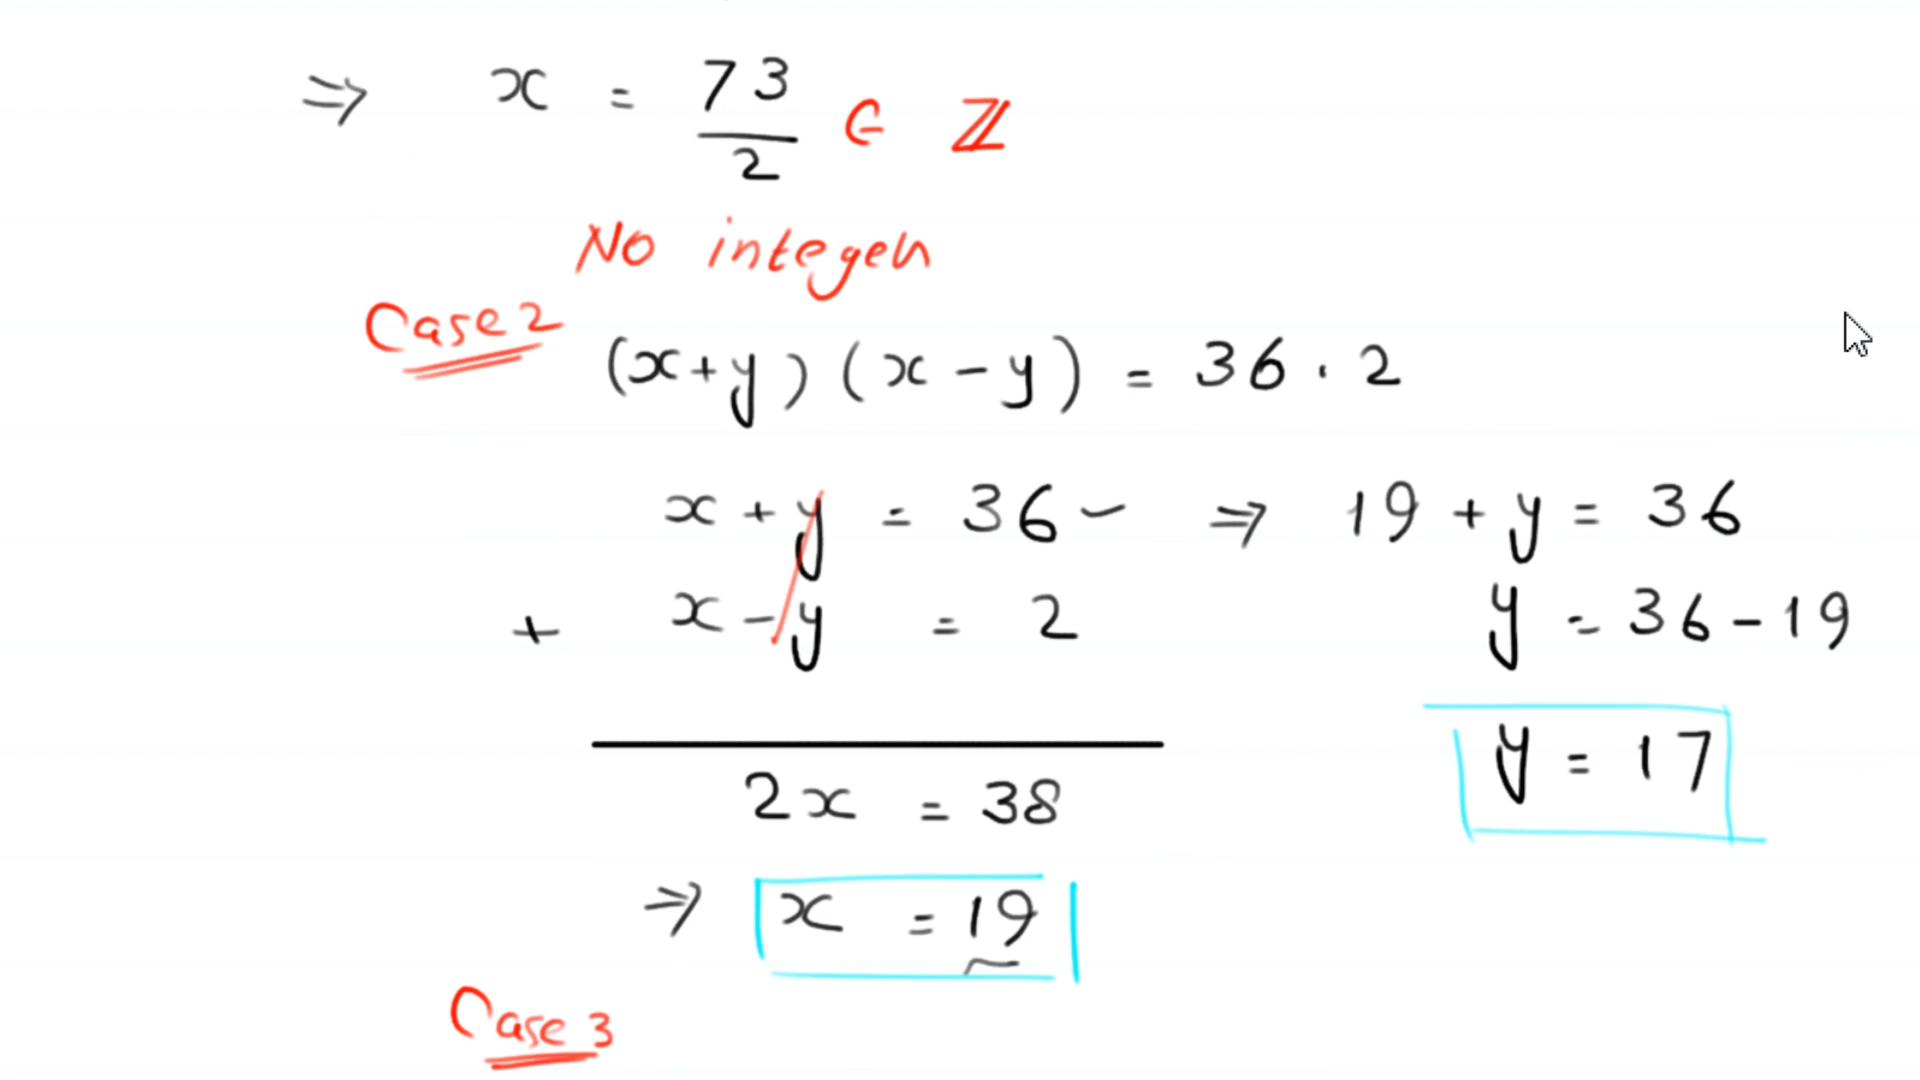 ⇒ x = 73/2 ∈ ℤ
No integer
Case 2
(x+y)(x-y) = 36 · 2
x + y = 36 - ⇒ 19 + y = 36
+ x - y = 2
y = 36 - 19
2x = 38
y = 17
⇒ x = 19
Case 3